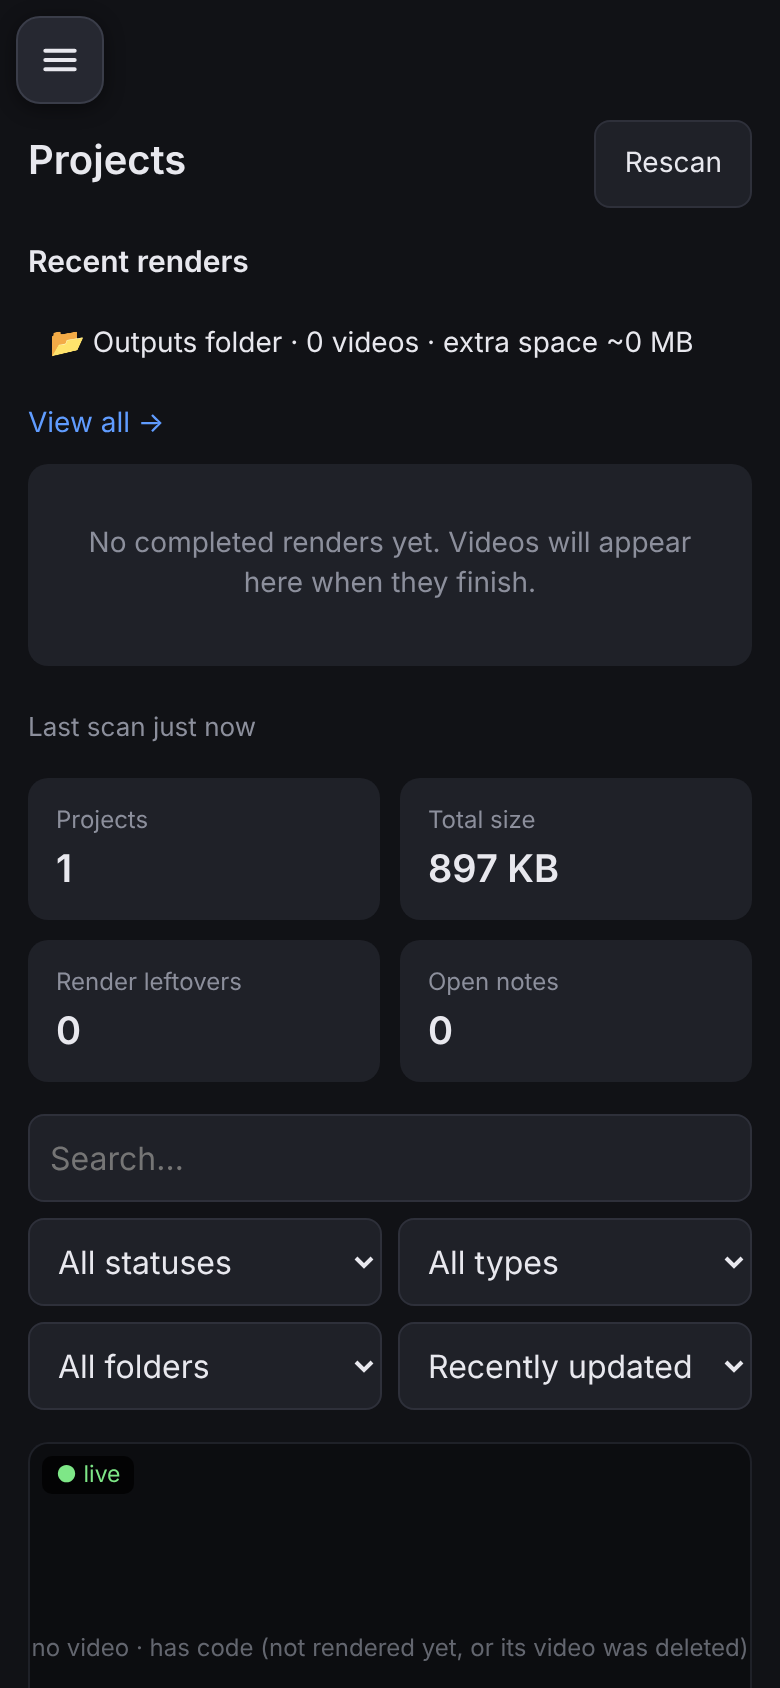 Projects
Rescan
Recent renders
📂 Outputs folder · 0 videos · extra space ~0 MB
View all →
No completed renders yet. Videos will appear
here when they finish.
Last scan just now
Projects
1
Total size
897 KB
Render leftovers
0
Open notes
0
Search...
All statuses
All types
All folders
Recently updated
live
no video · has code (not rendered yet, or its video was deleted)